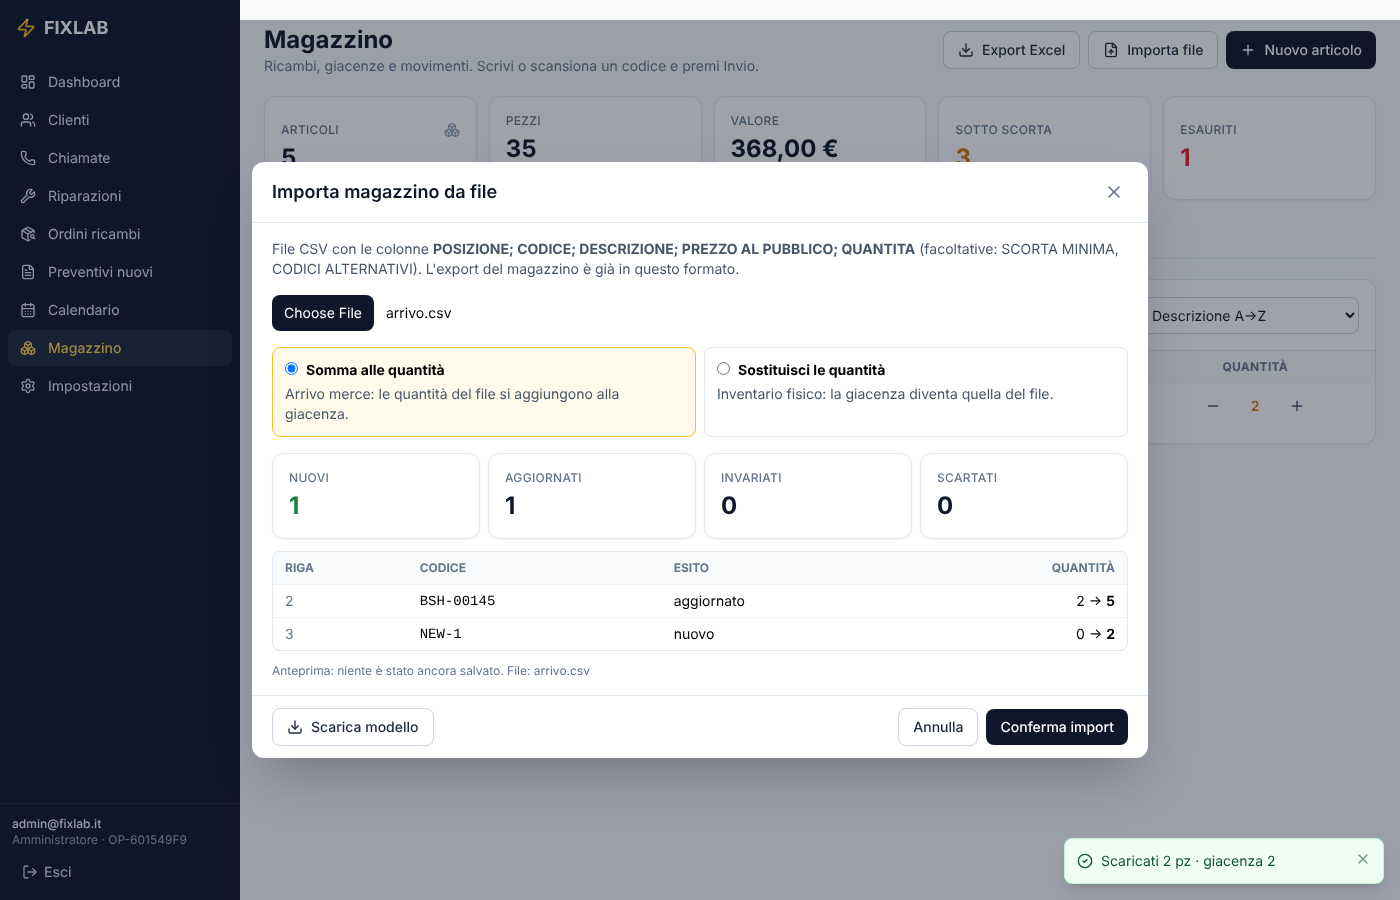 FIXLAB
Dashboard
Clienti
Chiamate
Riparazioni
Ordini ricambi
Preventivi nuovi
Calendario
Magazzino
Impostazioni
admin@fixlab.it
Amministratore · OP-601549F9
Esci
Magazzino
Ricambi, giacenze e movimenti. Scrivi o scansiona un codice e premi Invio.
Export Excel
Importa file
Nuovo articolo
ARTICOLI
5
PEZZI
35
VALORE
368,00 €
SOTTO SCORTA
3
ESAURITI
1
Descrizione A→Z
QUANTITÀ
− 2 +
Importa magazzino da file
File CSV con le colonne POSIZIONE; CODICE; DESCRIZIONE; PREZZO AL PUBBLICO; QUANTITA (facoltative: SCORTA MINIMA,
CODICI ALTERNATIVI). L'export del magazzino è già in questo formato.
Choose File arrivo.csv
Somma alle quantità
Arrivo merce: le quantità del file si aggiungono alla
giacenza.
Sostituisci le quantità
Inventario fisico: la giacenza diventa quella del file.
NUOVI
1
AGGIORNATI
1
INVARIATI
0
SCARTATI
0
RIGA CODICE ESITO QUANTITÀ
2 BSH-00145 aggiornato 2 → 5
3 NEW-1 nuovo 0 → 2
Anteprima: niente è stato ancora salvato. File: arrivo.csv
Scarica modello
Annulla
Conferma import
Scaricati 2 pz · giacenza 2